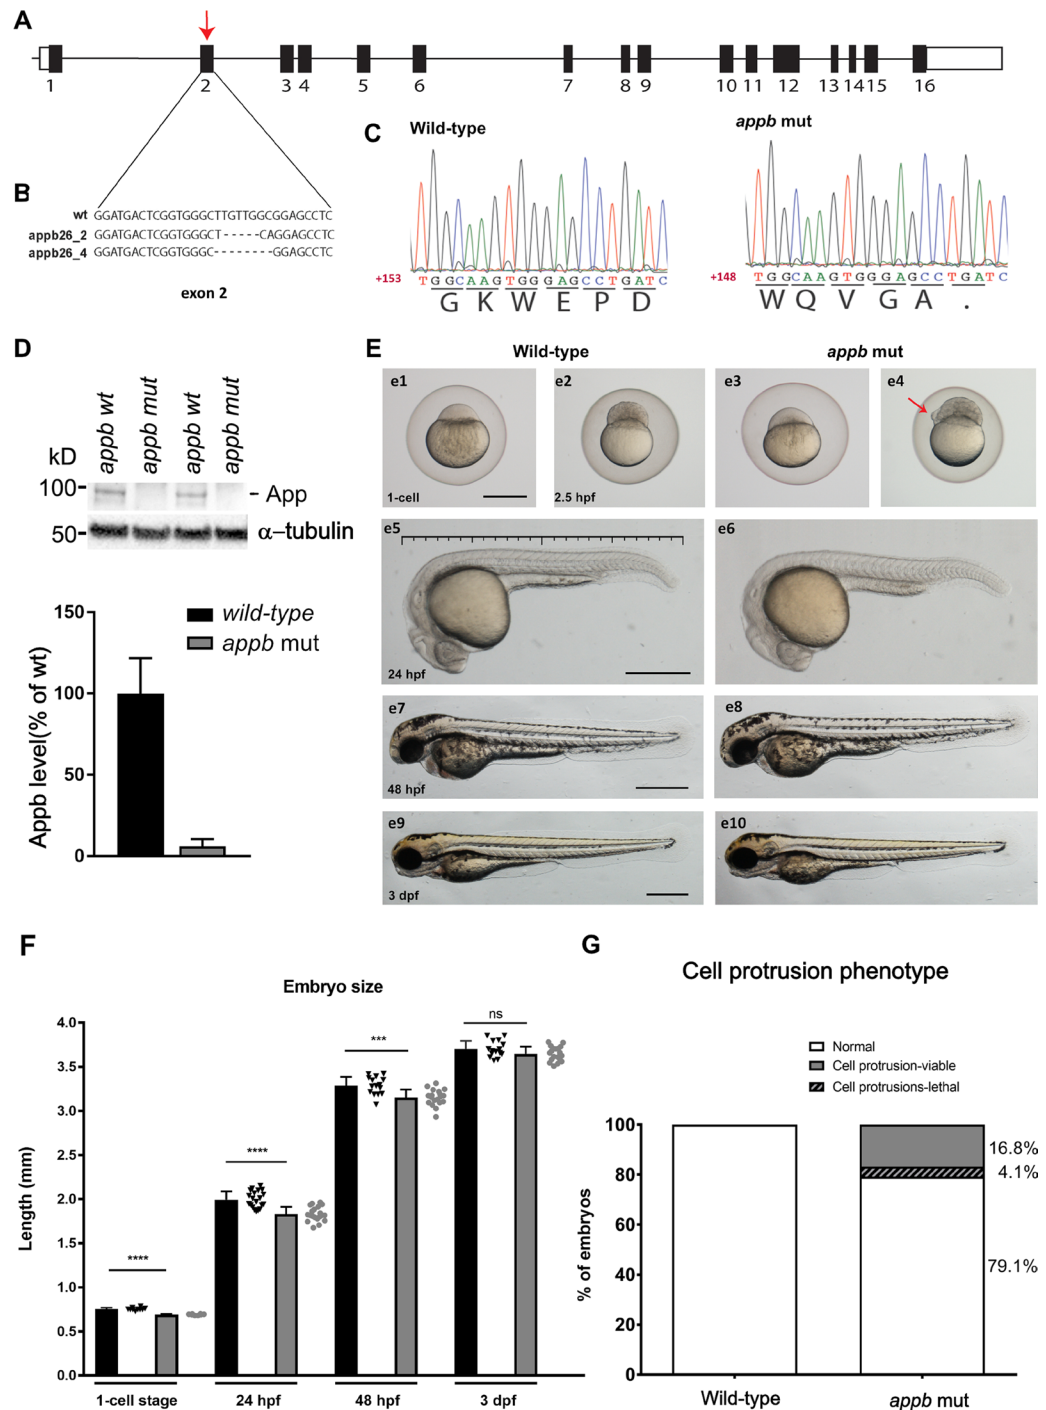 A
1 2 3 4 5 6 7 8 9 10 11 12 13 14 15 16
B
wt GGATGACTCGGTGGGCTTGTTGGCGGAGCCTC
appb26_2 GGATGACTCGGTGGGCT-----CAGGAGCCTC
appb26_4 GGATGACTCGGTGGGC-------GGAGCCTC
exon 2
C
Wild-type
appb mut
+153 TGGCAAGTGGGAGCCTGATC
G K W E P D
+148 TGGCAAGTGGGAGCCTGATC
W Q V G A .
D
appb wt
appb mut
appb wt
appb mut
kD
100
- App
50
α-tubulin
150
100
50
0
Appb level(% of wt)
wild-type
appb mut
E
Wild-type
appb mut
e1
1-cell
e2
2.5 hpf
e3
e4
e5
24 hpf
e6
e7
48 hpf
e8
e9
3 dpf
e10
F
Embryo size
4.0
3.5
3.0
2.5
2.0
1.5
1.0
0.5
0.0
Length (mm)
****
****
***
ns
1-cell stage
24 hpf
48 hpf
3 dpf
G
Cell protrusion phenotype
Normal
Cell protrusion-viable
Cell protrusions-lethal
100
80
60
40
20
0
% of embryos
16.8%
4.1%
79.1%
Wild-type
appb mut